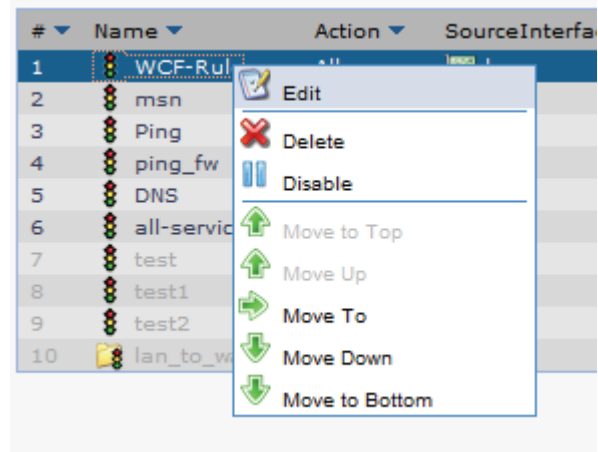 # Name Action SourceInterfa
1 WCF-Rul
2 msn
3 Ping
4 ping_fw
5 DNS
6 all-servic
7 test
8 test1
9 test2
10 lan_to_w
Edit
Delete
Disable
Move to Top
Move Up
Move To
Move Down
Move to Bottom